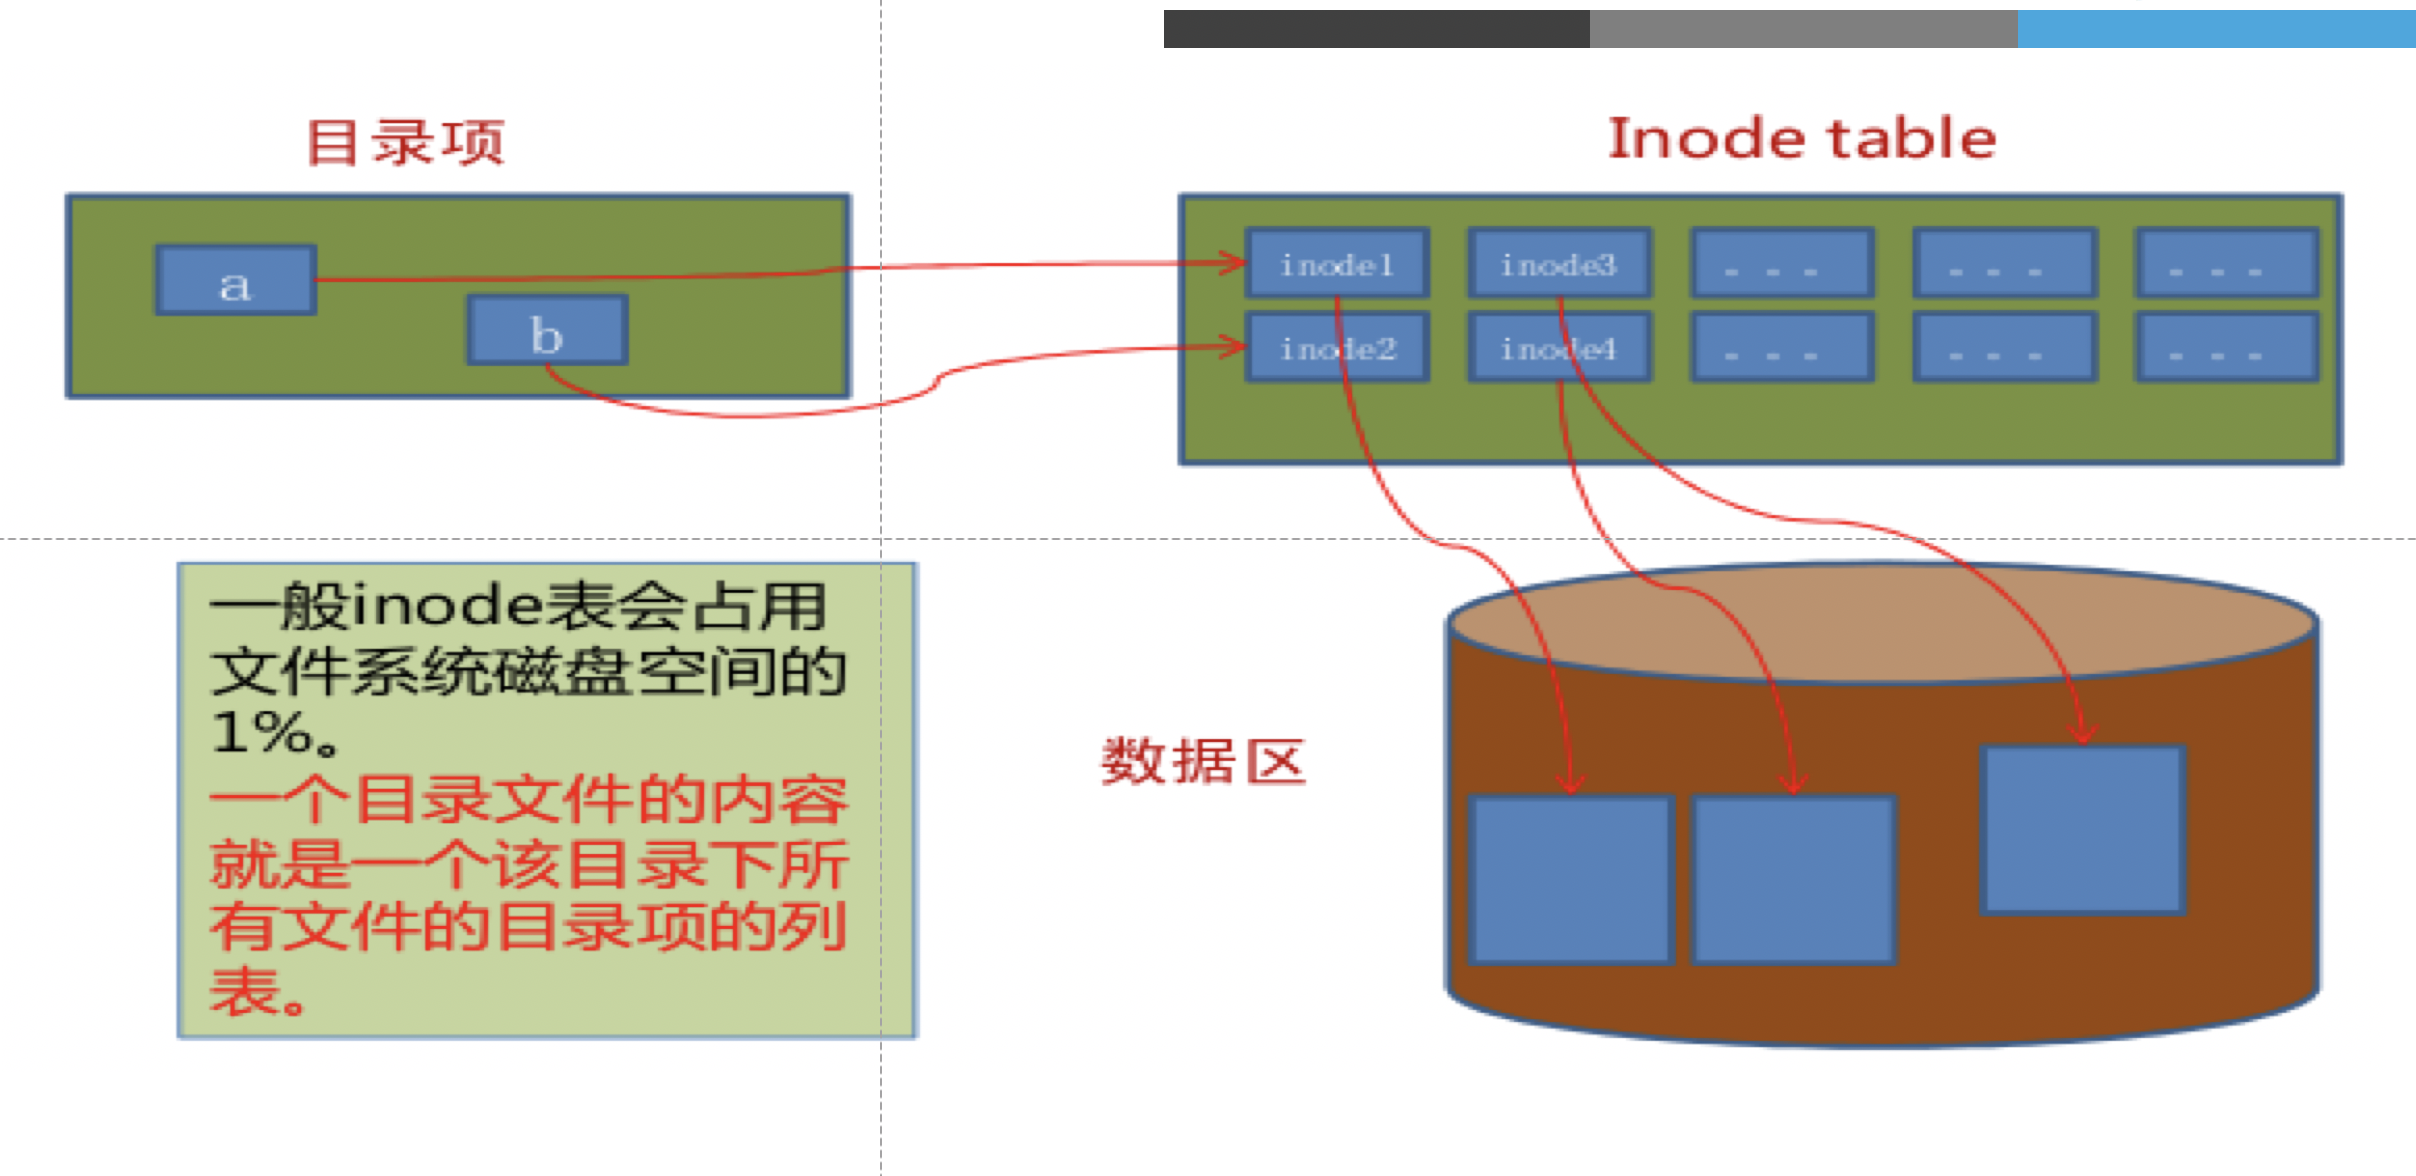 目录项
Inode table
a
b
inode1
inode3
- - -
- - -
- - -
inode2
inode4
- - -
- - -
- - -
一般inode表会占用
文件系统磁盘空间的
1%。
一个目录文件的内容
就是一个该目录下所
有文件的目录项的列
表。
数据区